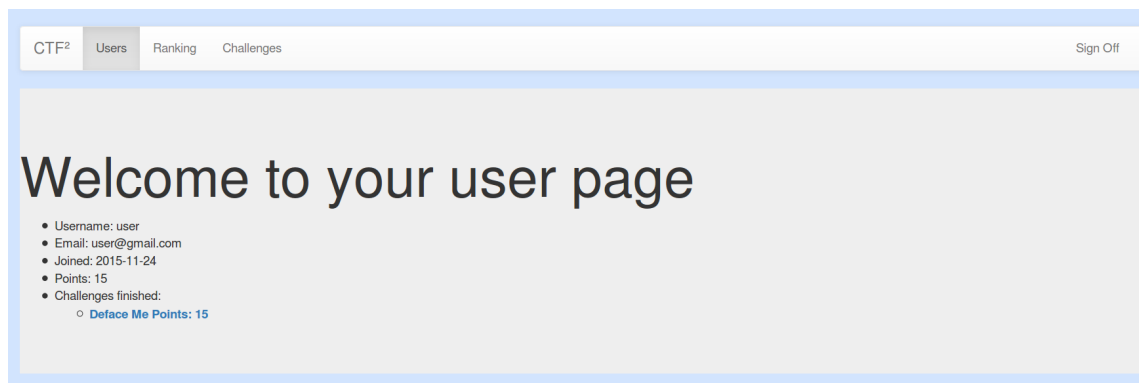 CTF² Users Ranking Challenges Sign Off
Welcome to your user page
Username: user
Email: user@gmail.com
Joined: 2015-11-24
Points: 15
Challenges finished:
Deface Me Points: 15